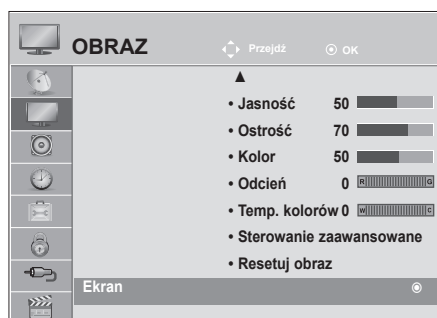 OBRAZ
Przejdź
OK
• Jasność 50
• Ostrość 70
• Kolor 50
• Odcień 0 R G
• Temp. kolorów 0 W C
• Sterowanie zaawansowane
• Resetuj obraz
Ekran